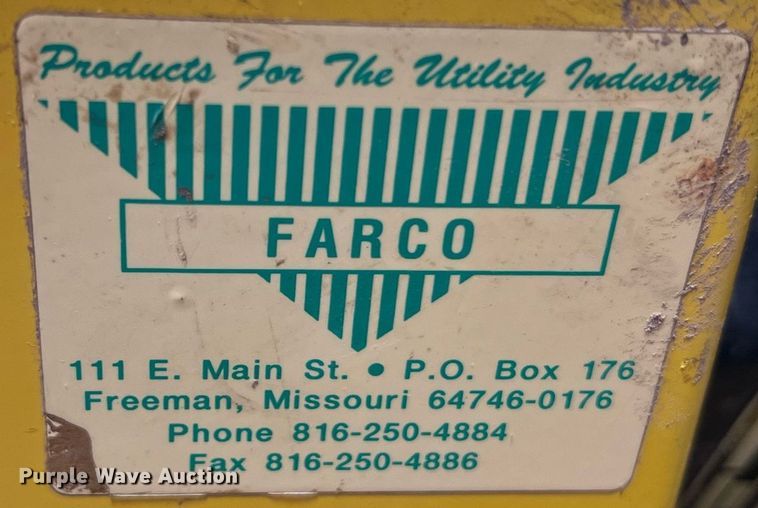 Products For The Utility Industry
FARCO
111 E. Main St. • P.O. Box 176
Freeman, Missouri 64746-0176
Phone 816-250-4884
Fax 816-250-4886
Purple Wave Auction